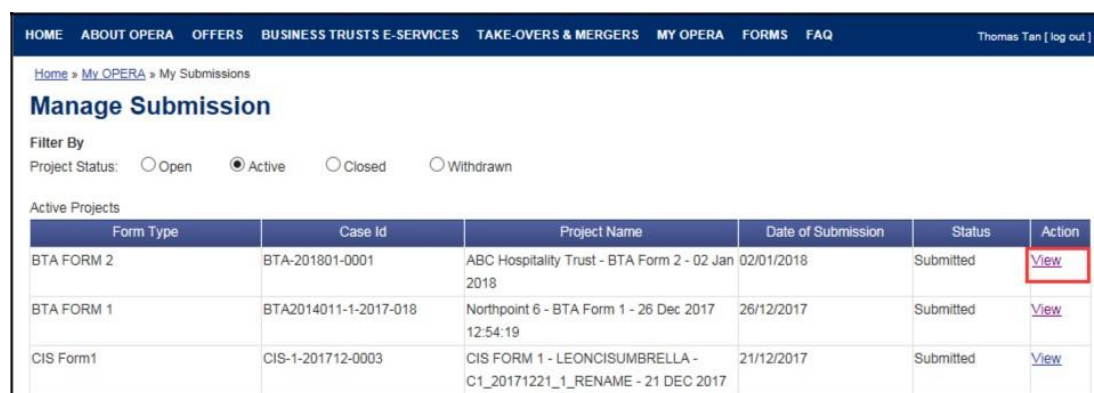 HOME ABOUT OPERA OFFERS BUSINESS TRUSTS E-SERVICES TAKE-OVERS & MERGERS MY OPERA FORMS FAQ Thomas Tan [ log out ]
Home » My OPERA » My Submissions
Manage Submission
Filter By
Project Status: Open Active Closed Withdrawn
Active Projects
Form Type Case Id Project Name Date of Submission Status Action
BTA FORM 2 BTA-201801-0001 ABC Hospitality Trust - BTA Form 2 - 02 Jan 02/01/2018 Submitted View
2018
BTA FORM 1 BTA2014011-1-2017-018 Northpoint 6 - BTA Form 1 - 26 Dec 2017 26/12/2017 Submitted View
12:54:19
CIS Form1 CIS-1-201712-0003 CIS FORM 1 - LEONCISUMBRELLA - 21/12/2017 Submitted View
C1_20171221_1_RENAME - 21 DEC 2017